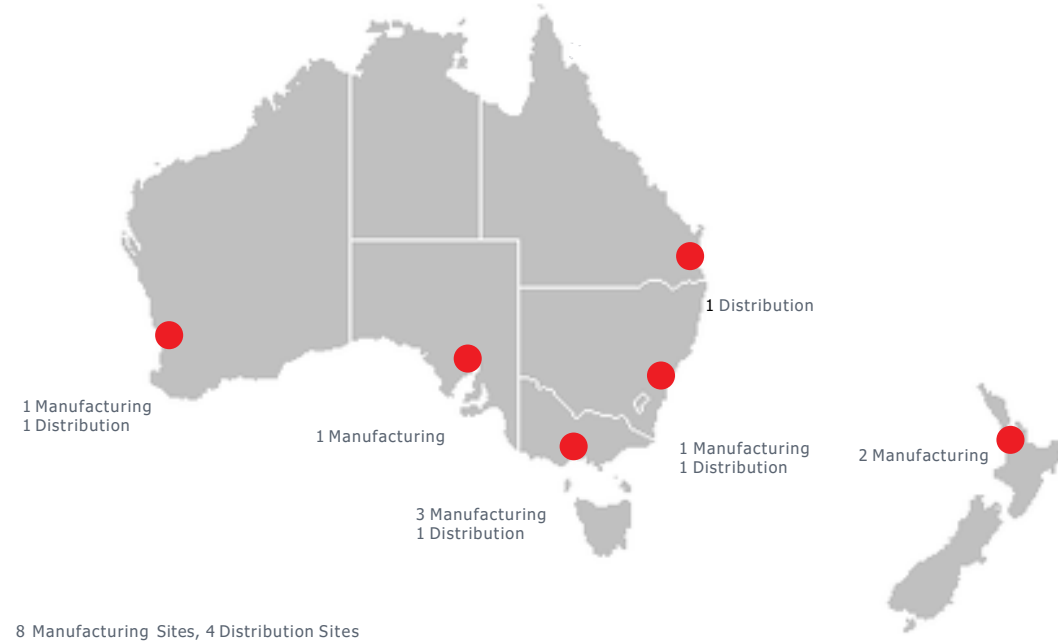 1 Distribution
1 Manufacturing
1 Distribution
1 Manufacturing
1 Manufacturing
1 Distribution
2 Manufacturing
3 Manufacturing
1 Distribution
8 Manufacturing Sites, 4 Distribution Sites